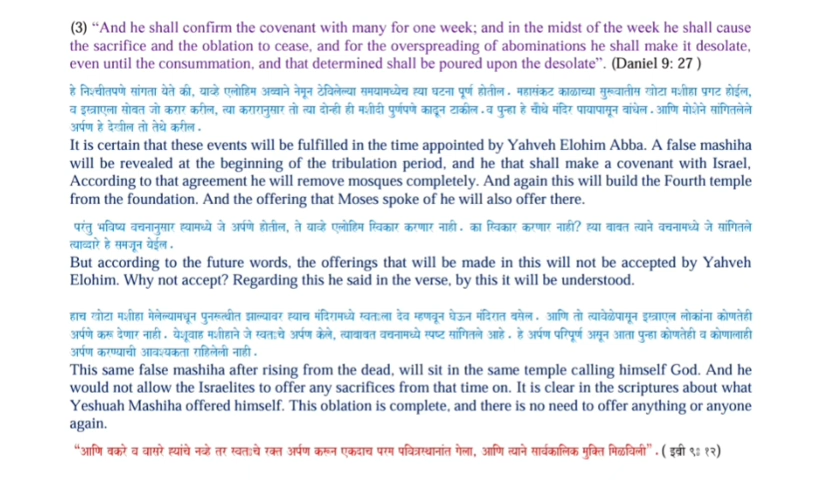 (3) “And he shall confirm the covenant with many for one week; and in the midst of the week he shall cause
the sacrifice and the oblation to cease, and for the overspreading of abominations he shall make it desolate,
even until the consummation, and that determined shall be poured upon the desolate”. (Daniel 9: 27 )
हे निश्चीतपणे सांगता येते की, याव्हे एलोहिम अब्बाने नेमून ठेविलेल्या समयामध्येच ह्या घटना पूर्ण होतील. महासंकट काळाच्या सुरूवातीस खोटा मशीहा प्रगट होईल,
व इस्त्राएला सोबत जो करार करील, त्या करारानुसार तो त्या दोन्ही ही मशीदी पुर्णपणे काढून टाकील.व पुन्हा हे चौथे मंदिर पायापासून बांधेल.आणि मोशेने सांगितलेले
अर्पण हे देखील तो तेथे करील.
It is certain that these events will be fulfilled in the time appointed by Yahveh Elohim Abba. A false mashiha
will be revealed at the beginning of the tribulation period, and he that shall make a covenant with Israel,
According to that agreement he will remove mosques completely. And again this will build the Fourth temple
from the foundation. And the offering that Moses spoke of he will also offer there.
परंतु भविष्य वचनानुसार ह्यामध्ये जे अर्पणे होतील, ते याव्हे एलोहिम स्विकार करणार नाही. का स्विकार करणार नाही? ह्या बाबत त्याने वचनामध्ये जे सांगितले
त्याव्दारे हे समजून येईल.
But according to the future words, the offerings that will be made in this will not be accepted by Yahveh
Elohim. Why not accept? Regarding this he said in the verse, by this it will be understood.
हाच खोटा मशीहा मेलेल्यामधून पुनरूत्थीत झाल्यावर ह्याच मंदिरामध्ये स्वतःला देव म्हणवून घेऊन मंदिरात बसेल. आणि तो त्यावेळेपासून इस्त्राएल लोकांना कोणतेही
अर्पणे करू देणार नाही. येशूवाह मशीहाने जे स्वतःचे अर्पण केले, त्याबाबत वचनामध्ये स्पष्ट सांगितले आहे. हे अर्पण परिपूर्ण असून आता पुन्हा कोणतेही व कोणालाही
अर्पण करण्याची आवश्यकता राहिलेली नाही.
This same false mashiha after rising from the dead, will sit in the same temple calling himself God. And he
would not allow the Israelites to offer any sacrifices from that time on. It is clear in the scriptures about what
Yeshuah Mashiha offered himself. This oblation is complete, and there is no need to offer anything or anyone
again.
“आणि बकरे व वासरे ह्यांचे नव्हे तर स्वतःचे रक्त अर्पण करून एकदाच परम पवित्रस्थानांत गेला, आणि त्याने सार्वकालिक मुक्ति मिळविली”.( इब्री ९ः १२)